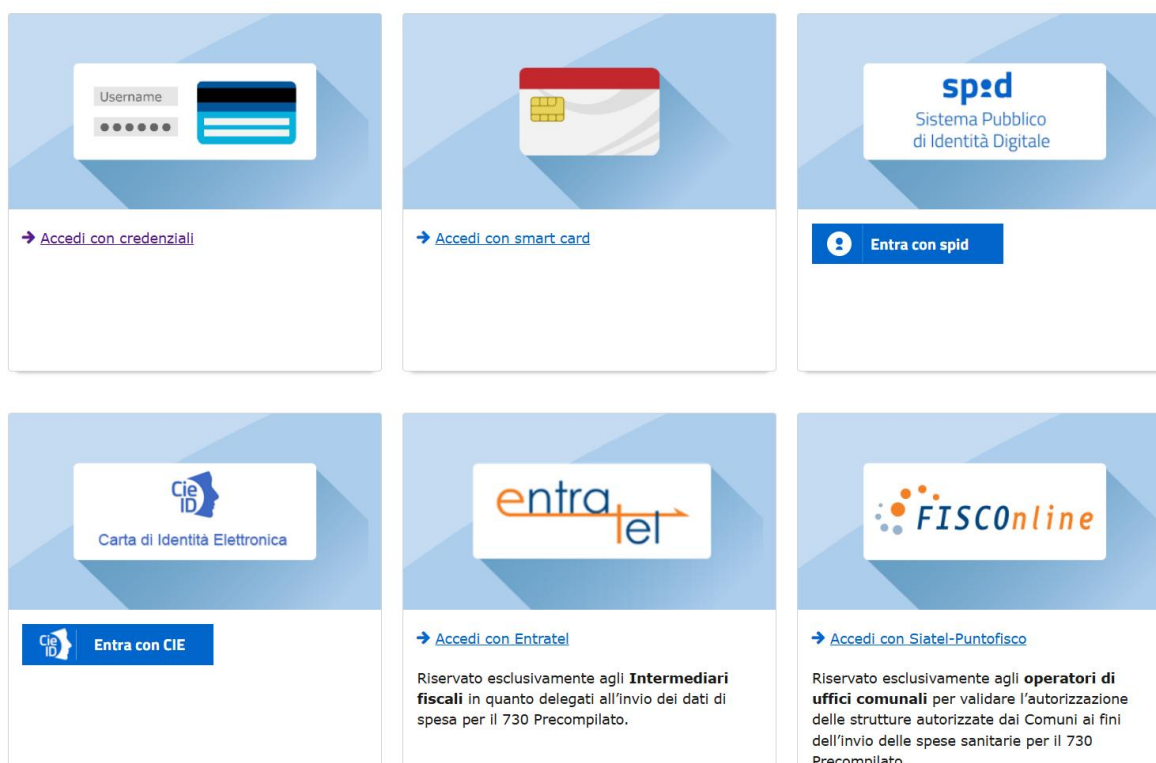 Username
Accedi con credenziali
Accedi con smart card
spid
Sistema Pubblico
di Identità Digitale
Entra con spid
Cie
ID
Carta di Identità Elettronica
Cie
ID
Entra con CIE
entratel
Accedi con Entratel
Riservato esclusivamente agli Intermediari
fiscali in quanto delegati all’invio dei dati di
spesa per il 730 Precompilato.
FISCOnline
Accedi con Siatel-Puntofisco
Riservato esclusivamente agli operatori di
uffici comunali per validare l’autorizzazione
delle strutture autorizzate dai Comuni ai fini
dell’invio delle spese sanitarie per il 730
Precompilato